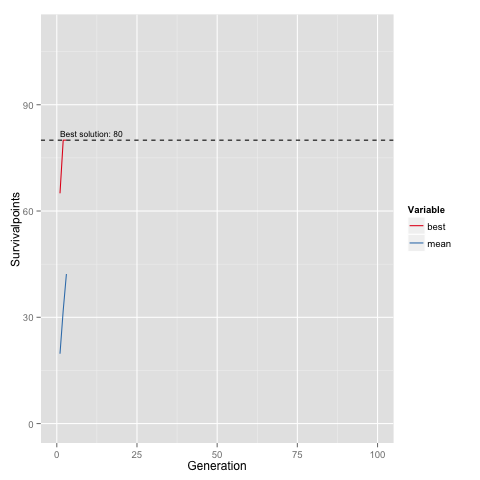 90
60
30
0
Best solution: 80
Survivalpoints
0 25 50 75 100
Generation
Variable
best
mean